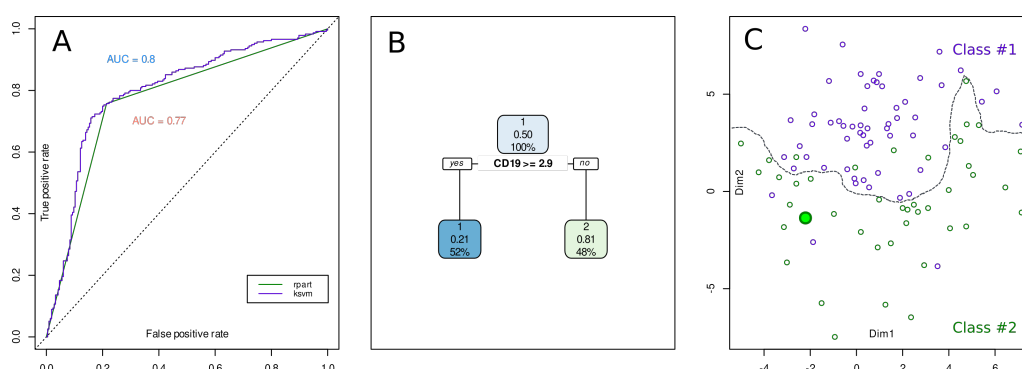 A
AUC = 0.8
AUC = 0.77
True positive rate
False positive rate
rpart
ksvm
0.0
0.2
0.4
0.6
0.8
1.0
0.0
0.2
0.4
0.6
0.8
1.0
B
1
0.50
100%
yes
CD19 >= 2.9
no
1
0.21
52%
2
0.81
48%
C
Class #1
Class #2
Dim2
Dim1
5
0
-5
-4
-2
0
2
4
6